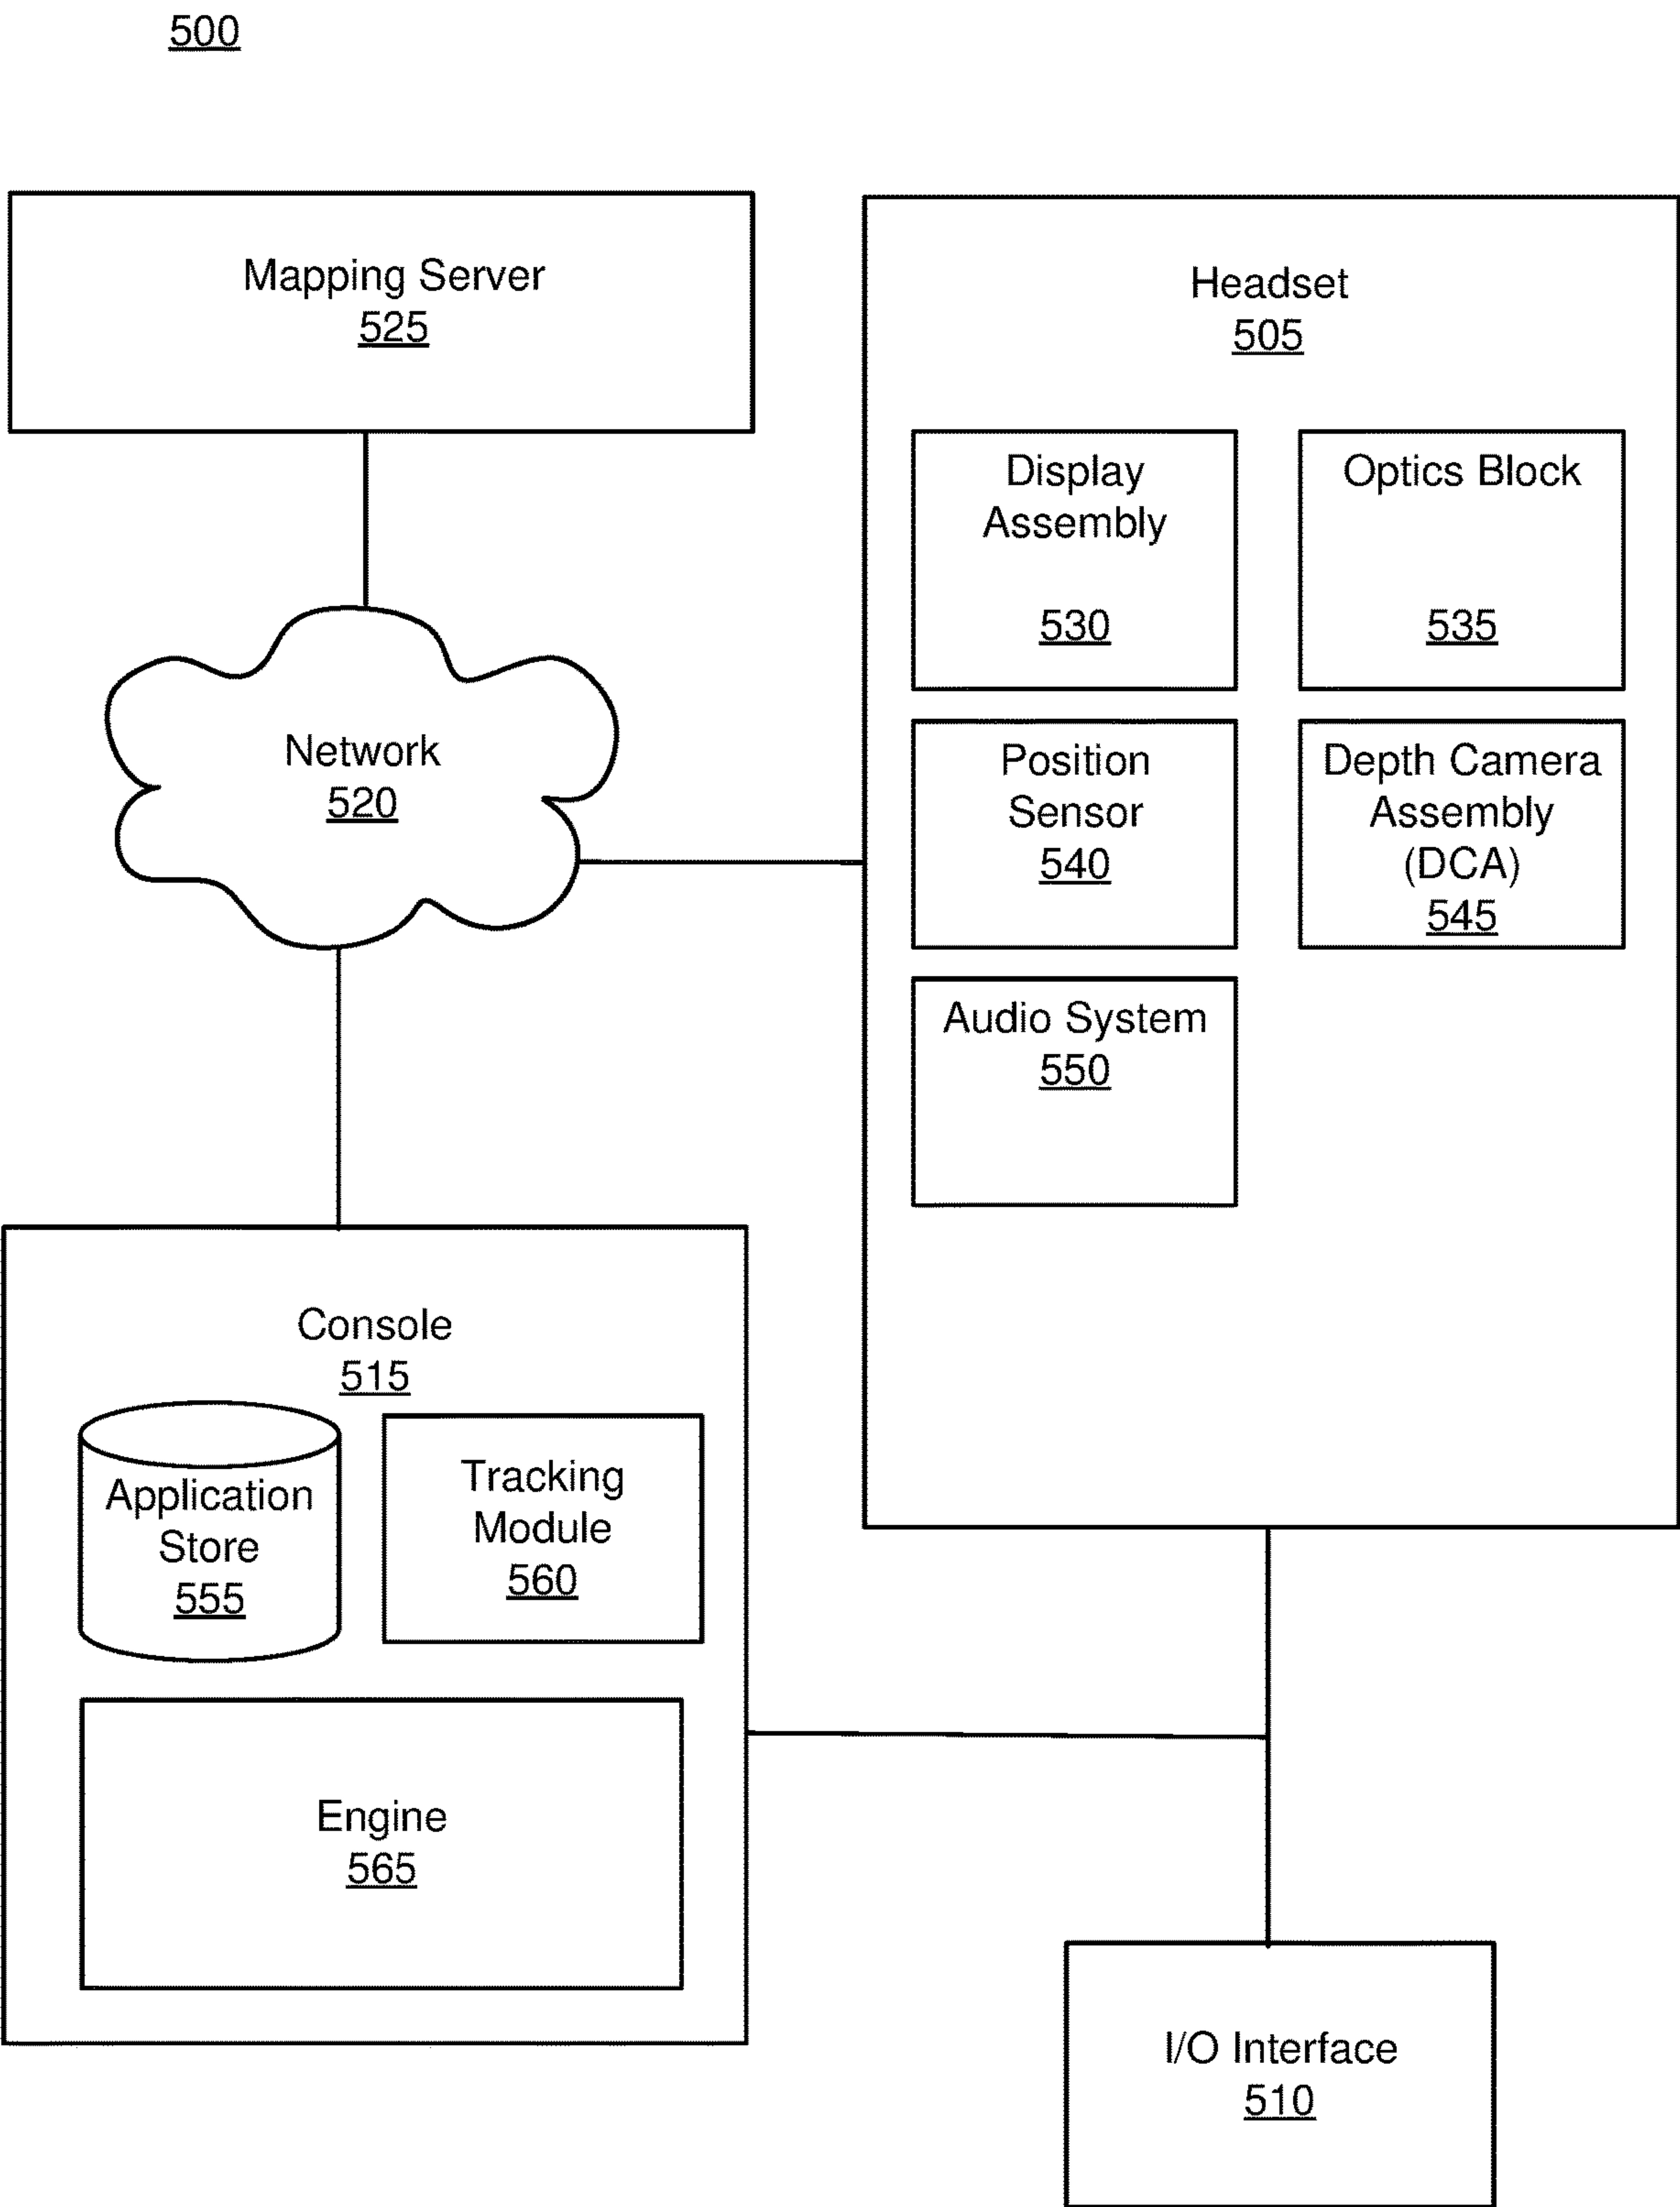 500
Mapping Server
525
Headset
505
Display
Assembly
530
Optics Block
535
Position
Sensor
540
Depth Camera
Assembly
(DCA)
545
Audio System
550
Network
520
Console
515
Application
Store
555
Tracking
Module
560
Engine
565
I/O Interface
510